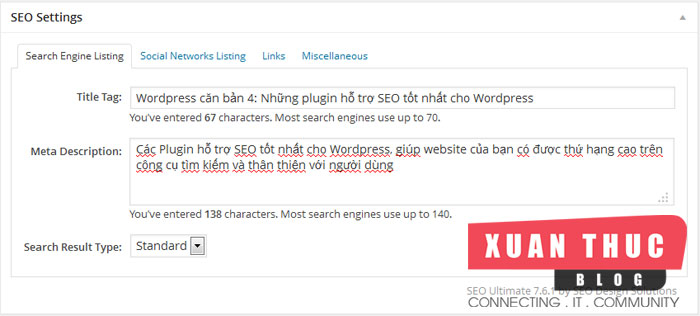 SEO Settings
Search Engine Listing Social Networks Listing Links Miscellaneous
Title Tag: Wordpress căn bản 4: Những plugin hỗ trợ SEO tốt nhất cho Wordpress
You've entered 67 characters. Most search engines use up to 70.
Meta Description: Các Plugin hỗ trợ SEO tốt nhất cho Wordpress, giúp website của bạn có được thứ hạng cao trên
công cụ tìm kiếm và thân thiện với người dùng
You've entered 138 characters. Most search engines use up to 140.
Search Result Type: Standard
XUAN THUC
BLOG
SEO Ultimate 7.6.1 by SEO Design Solutions
CONNECTING . IT . COMMUNITY